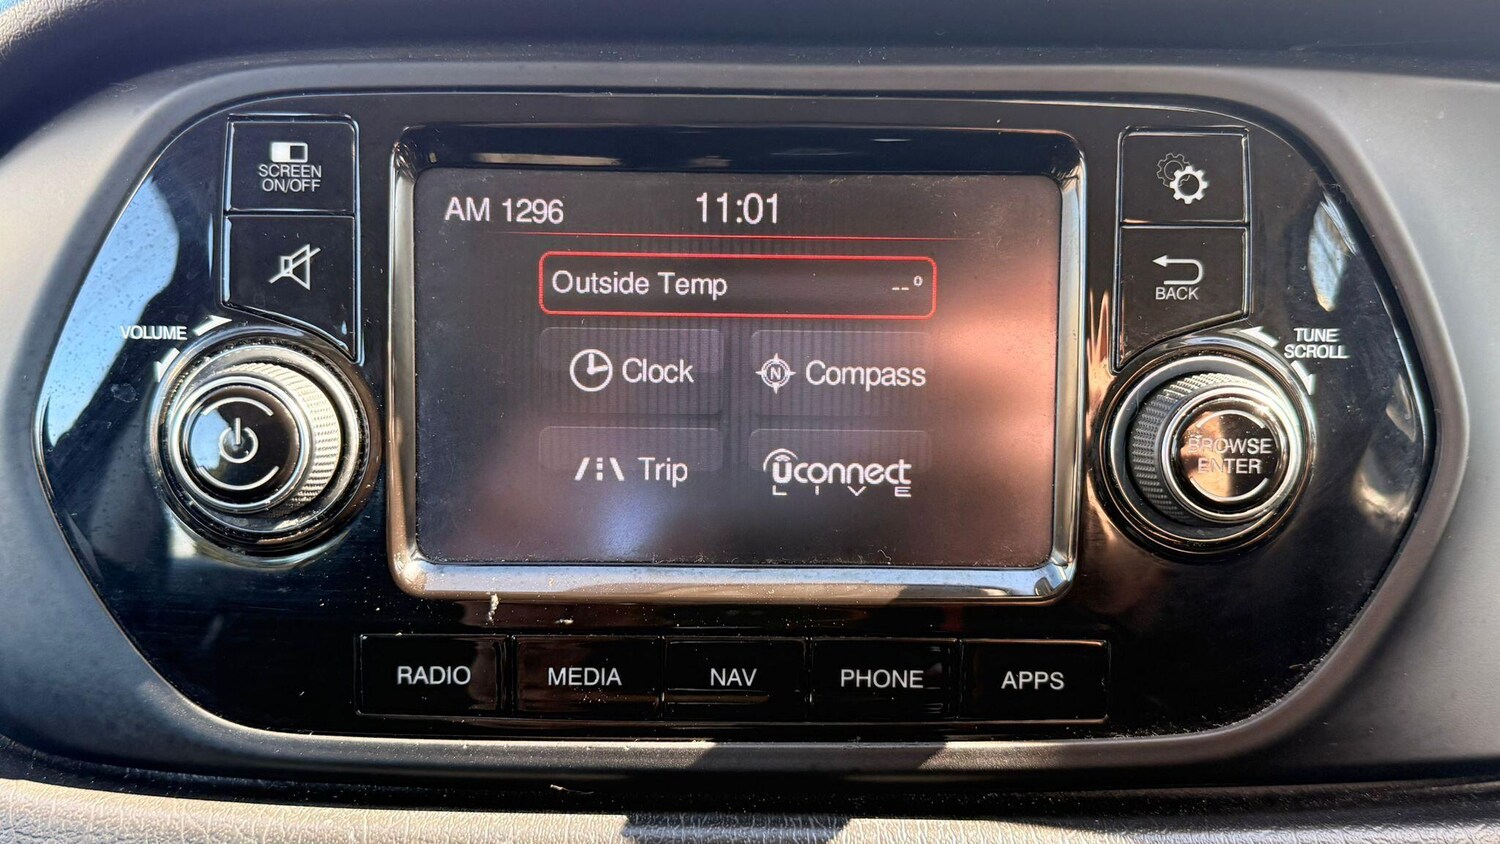 SCREEN
ON/OFF
AM 1296
11:01
Outside Temp --°
Clock
N Compass
Trip
Uconnect
LIVE
BACK
VOLUME
TUNE
SCROLL
BROWSE
ENTER
RADIO
MEDIA
NAV
PHONE
APPS